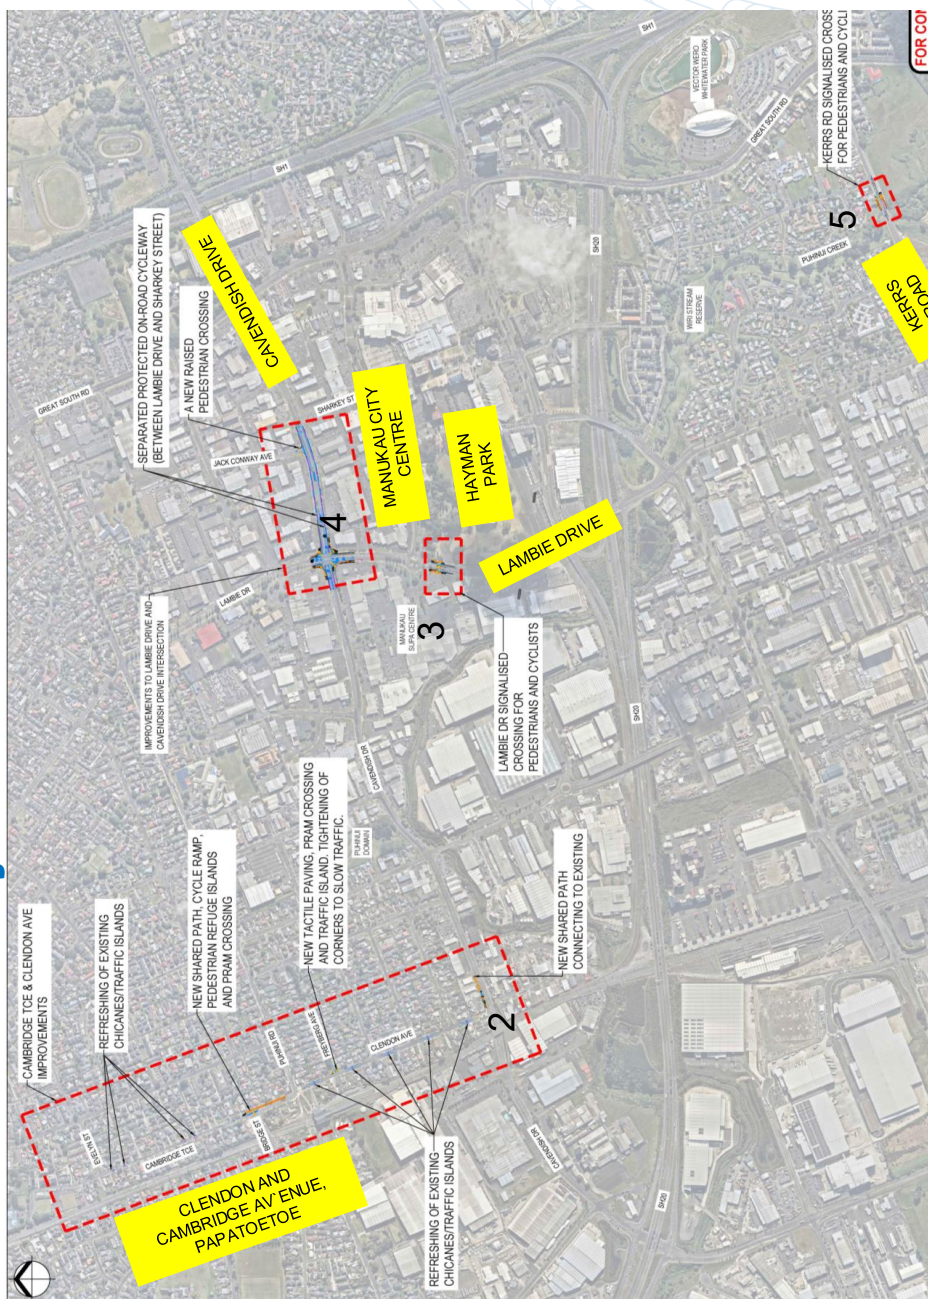 CAMBRIDGE TCE & CLENDON AVE
IMPROVEMENTS
REFRESHING OF EXISTING
CHICANES/TRAFFIC ISLANDS
NEW SHARED PATH, CYCLE RAMP,
PEDESTRIAN REFUGE ISLANDS
AND PRAM CROSSING
NEW TACTILE PAVING, PRAM CROSSING
AND TRAFFIC ISLAND. TIGHTENING OF
CORNERS TO SLOW TRAFFIC.
NEW SHARED PATH
CONNECTING TO EXISTING
REFRESHING OF EXISTING
CHICANES/TRAFFIC ISLANDS
CLENDON AND
CAMBRIDGE AV`ENUE,
PAPATOETOE
EVELYN ST
CAMBRIDGE TCE
BRIDGE ST
PUHINUI RD
FREYBERG AVE
CLENDON AVE
2
PUHINUI
DOMAIN
CAVENDISH DR
CAVENDISH DR
SH20
SH20
IMPROVEMENTS TO LAMBIE DRIVE AND
CAVENDISH DRIVE INTERSECTION
SEPARATED PROTECTED ON-ROAD CYCLEWAY
(BETWEEN LAMBIE DRIVE AND SHARKEY STREET)
A NEW RAISED
PEDESTRIAN CROSSING
CAVENDISH DRIVE
GREAT SOUTH RD
LAMBIE DR
JACK CONWAY AVE
SHARKEY ST
4
MANUKAU CITY
CENTRE
HAYMAN
PARK
LAMBIE DRIVE
MANUKAU
SUPA CENTRE
3
LAMBIE DR SIGNALISED
CROSSING FOR
PEDESTRIANS AND CYCLISTS
SH1
SH1
VECTOR WERO
WHITEWATER PARK
GREAT SOUTH RD
SH20
WIRI STREAM
RESERVE
PUHINUI CREEK
5
KERRS RD SIGNALISED CROSS
FOR PEDESTRIANS AND CYCLI
KERRS
ROAD
FOR CON